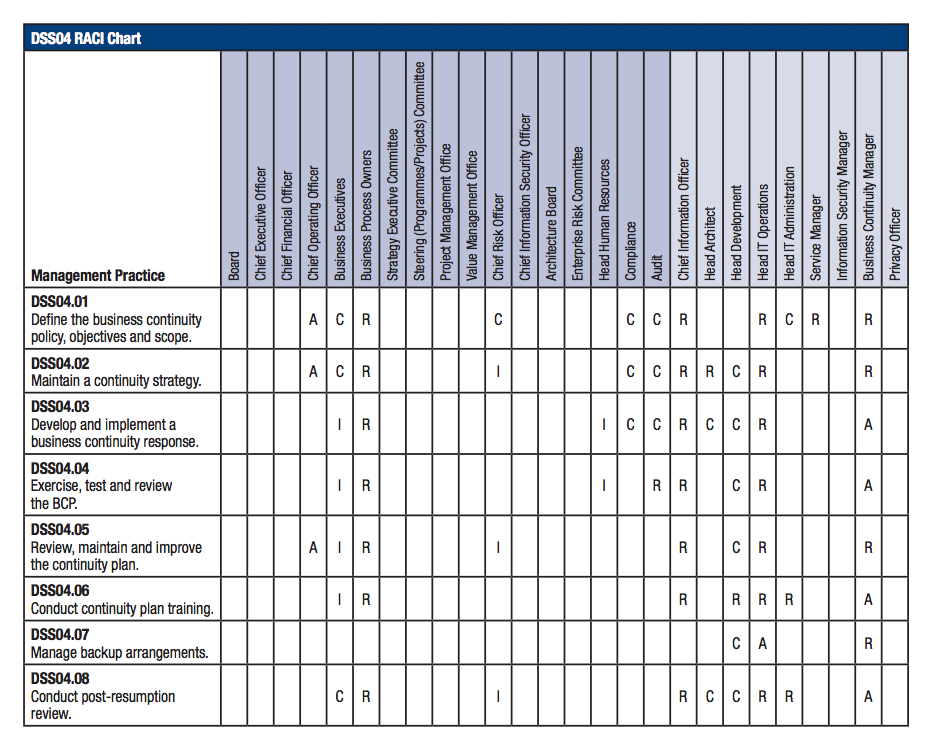 DSS04 RACI Chart
Management Practice
Board
Chief Executive Officer
Chief Financial Officer
Chief Operating Officer
Business Executives
Business Process Owners
Strategy Executive Committee
Steering (Programmes/Projects) Committee
Project Management Office
Value Management Office
Chief Risk Officer
Chief Information Security Officer
Architecture Board
Enterprise Risk Committee
Head Human Resources
Compliance
Audit
Chief Information Officer
Head Architect
Head Development
Head IT Operations
Head IT Administration
Service Manager
Information Security Manager
Business Continuity Manager
Privacy Officer
DSS04.01
Define the business continuity
policy, objectives and scope.
A C R C C C R R C R R
DSS04.02
Maintain a continuity strategy.
A C R I C C R R C R R
DSS04.03
Develop and implement a
business continuity response.
I R I C C R C C R A
DSS04.04
Exercise, test and review
the BCP.
I R I R R C R A
DSS04.05
Review, maintain and improve
the continuity plan.
A I R I R C R R
DSS04.06
Conduct continuity plan training.
I R R R R R A
DSS04.07
Manage backup arrangements.
C A R
DSS04.08
Conduct post-resumption
review.
C R I R C C R R A